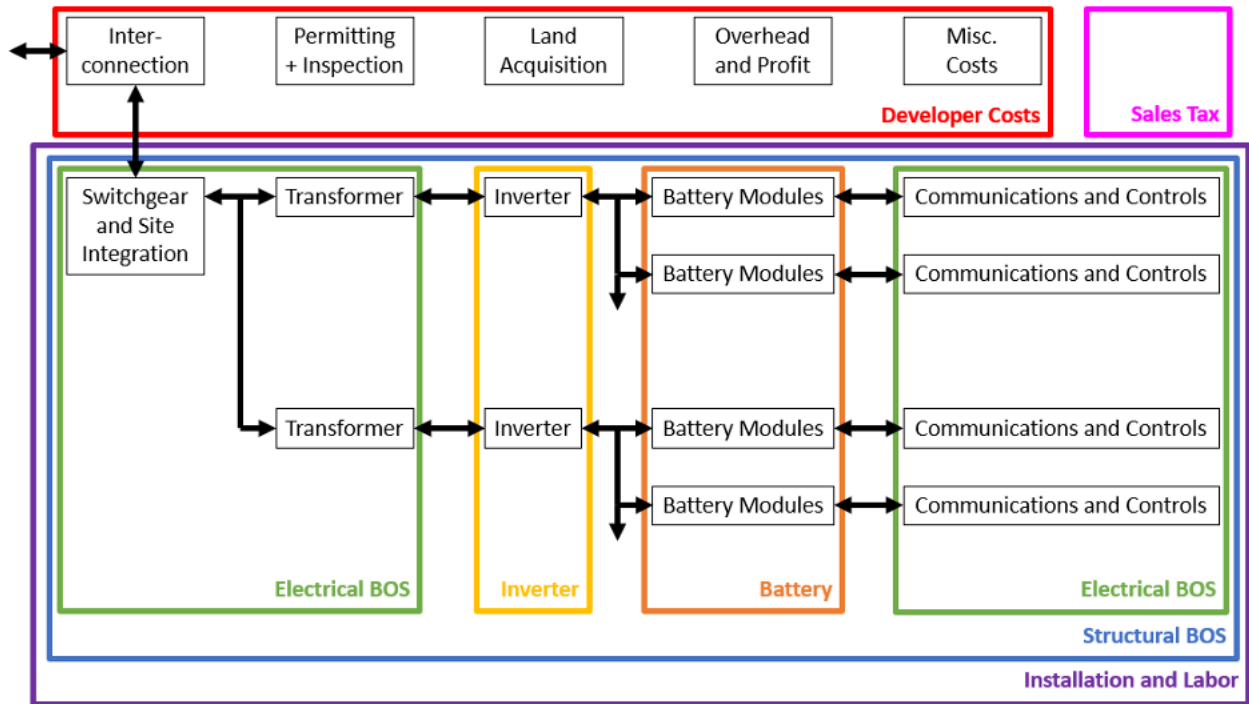 Inter-
connection
Permitting
+ Inspection
Land
Acquisition
Overhead
and Profit
Misc.
Costs
Developer Costs
Sales Tax
Switchgear
and Site
Integration
Transformer
Inverter
Battery Modules
Communications and Controls
Battery Modules
Communications and Controls
Transformer
Inverter
Battery Modules
Communications and Controls
Battery Modules
Communications and Controls
Electrical BOS
Inverter
Battery
Electrical BOS
Structural BOS
Installation and Labor